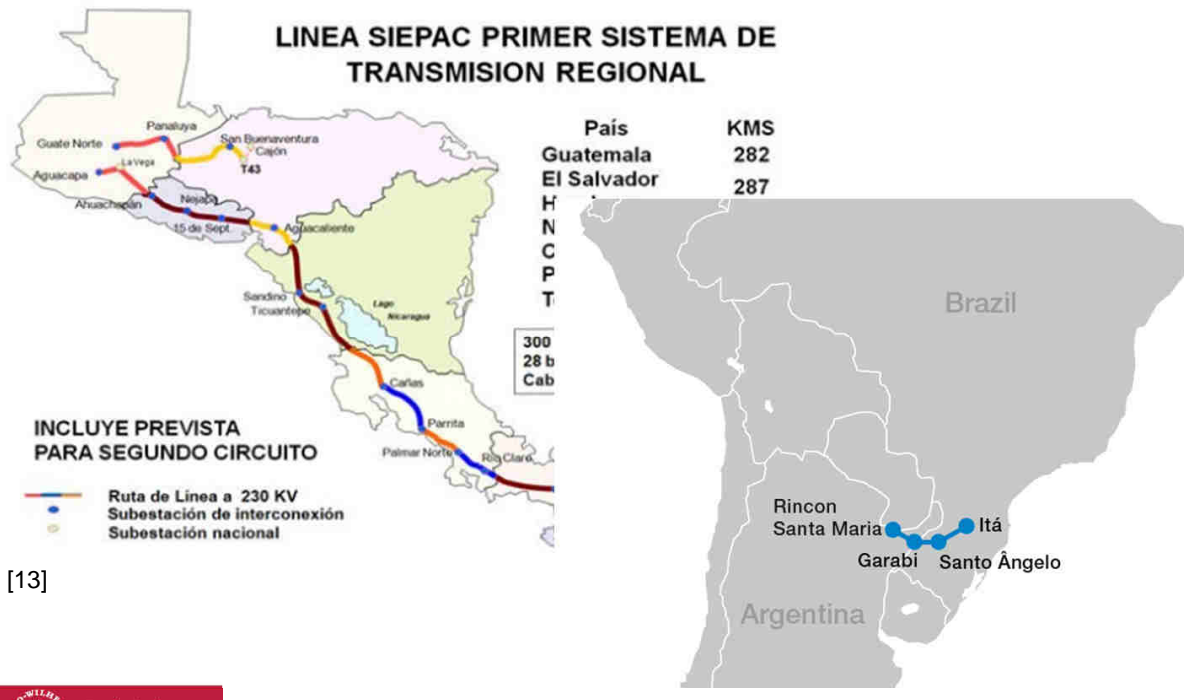 LINEA SIEPAC PRIMER SISTEMA DE
TRANSMISION REGIONAL
País KMS
Guatemala 282
El Salvador 287
H
N
C
P
T
300
28 b
Cab
Guate Norte
Panaluya
San Buenaventura
Cajón
T43
Aguacapa
La Vega
Ahuachapán
Nejapa
15 de Sept.
Aguacaliente
Sandino
Ticuantepe
Lago
Nicaragua
Cañas
Parrita
Palmar Norte
Río Claro
INCLUYE PREVISTA
PARA SEGUNDO CIRCUITO
Ruta de Línea a 230 KV
Subestación de interconexión
Subestación nacional
[13]
Brazil
Rincon
Santa Maria
Itá
Garabi
Santo Ângelo
Argentina